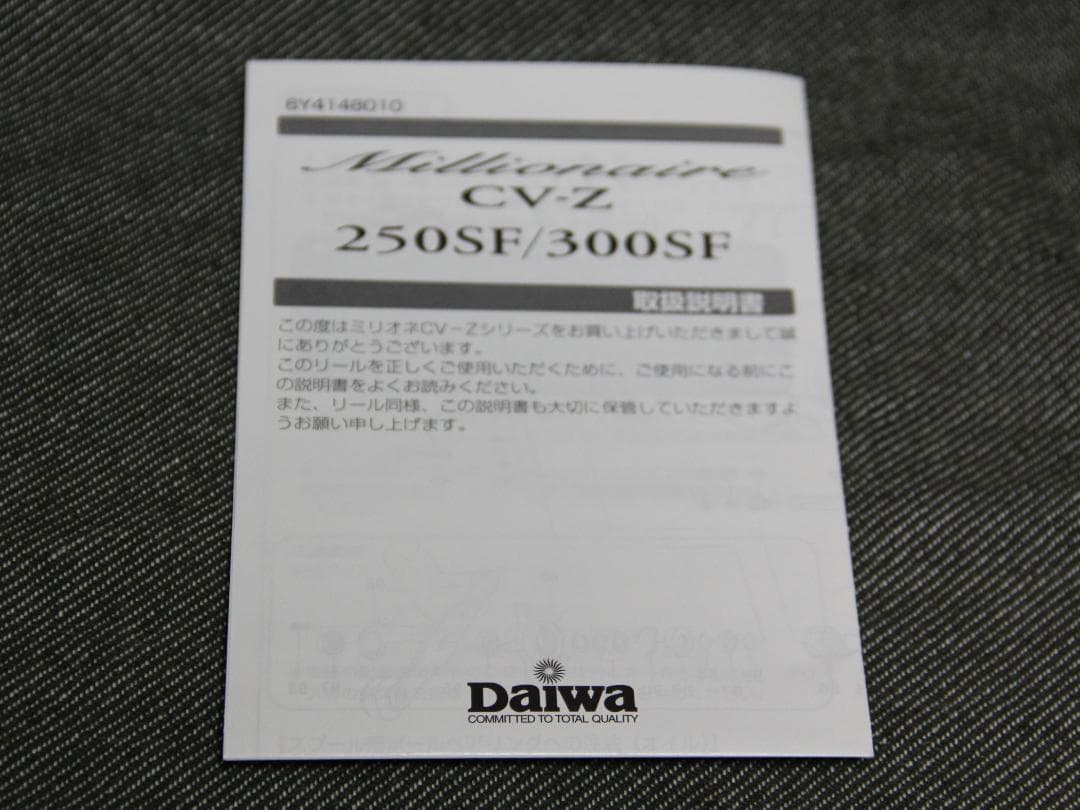 6Y4148010
Millionaire
CV-Z
250SF/300SF
取扱説明書
この度はミリオネCV－Zシリーズをお買い上げいただきまして誠
にありがとうございます。
このリールを正しくご使用いただくために、ご使用になる前にこ
の説明書をよくお読みください。
また、リール同様、この説明書も大切に保管していただきますよ
うお願い申し上げます。
Daiwa
COMMITTED TO TOTAL QUALITY